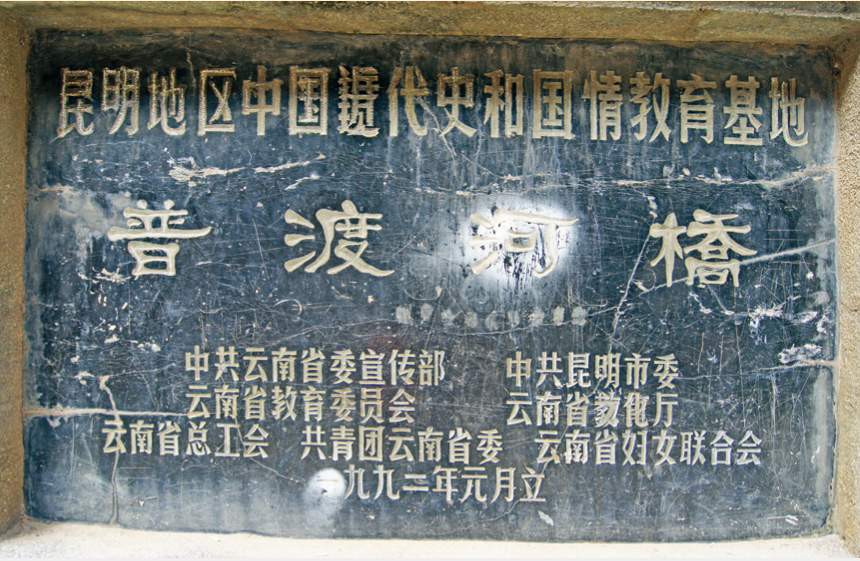 昆明地区中国近代史和国情教育基地
普渡河橋
中共云南省委宣传部 中共昆明市委
云南省教育委员会 云南省文化厅
云南省总工会 共青团云南省委 云南省妇女联合会
一九九二年元月立